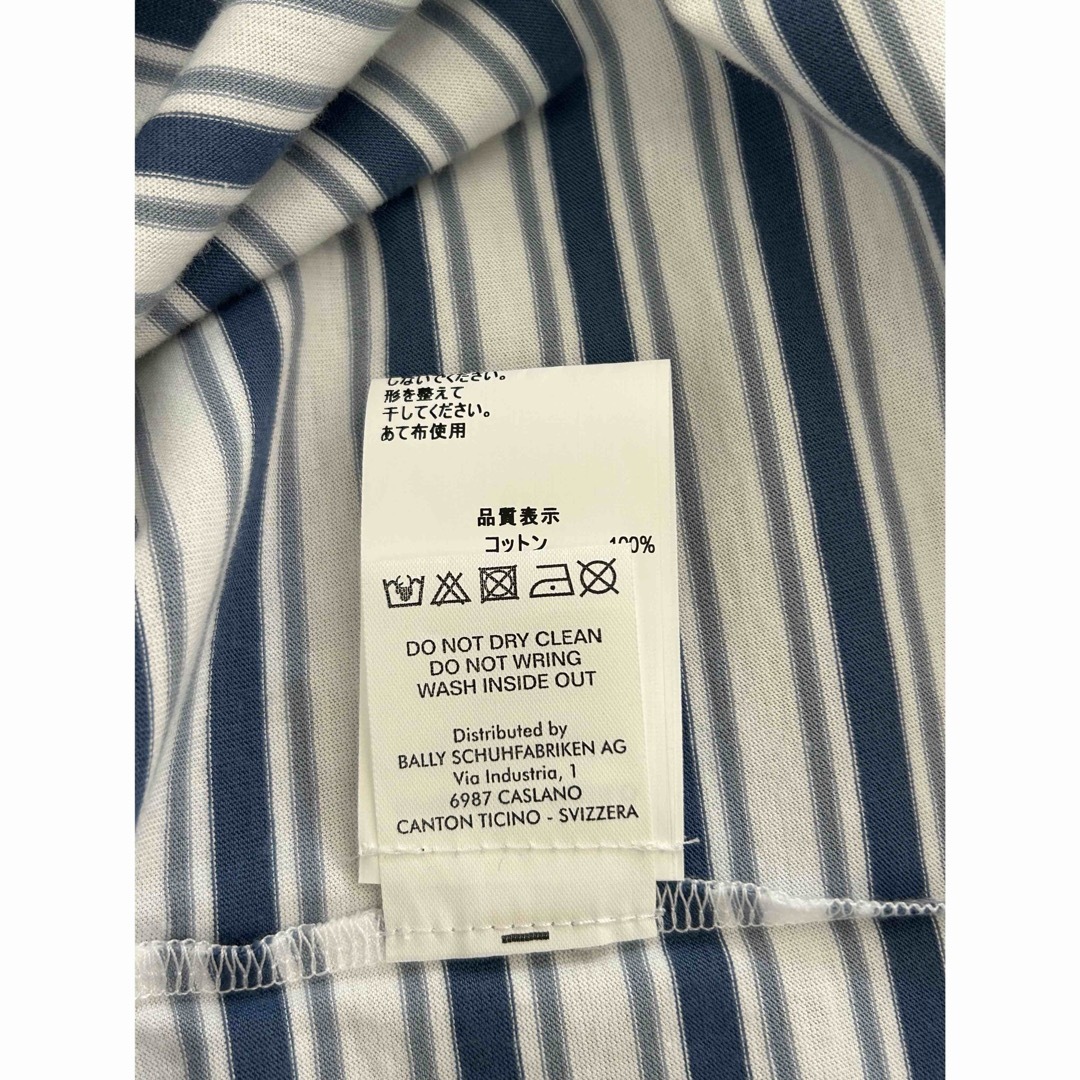 しないでください。
形を整えて
干してください。
あて布使用
品質表示
コットン 100%
DO NOT DRY CLEAN
DO NOT WRING
WASH INSIDE OUT
Distributed by
BALLY SCHUHFABRIKEN AG
Via Industria, 1
6987 CASLANO
CANTON TICINO - SVIZZERA